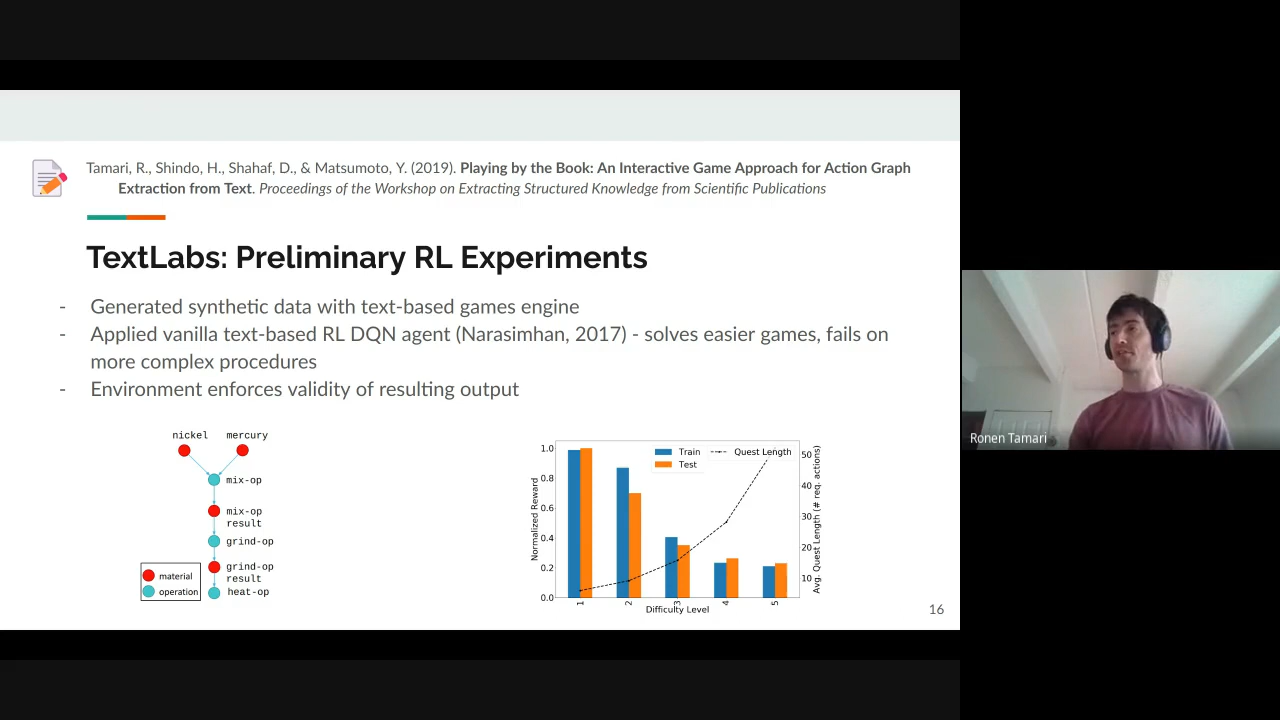 Tamari, R., Shindo, H., Shahaf, D., & Matsumoto, Y. (2019). Playing by the Book: An Interactive Game Approach for Action Graph
Extraction from Text. Proceedings of the Workshop on Extracting Structured Knowledge from Scientific Publications
TextLabs: Preliminary RL Experiments
- Generated synthetic data with text-based games engine
- Applied vanilla text-based RL DQN agent (Narasimhan, 2017) - solves easier games, fails on
more complex procedures
- Environment enforces validity of resulting output
nickel mercury
mix-op
mix-op
result
grind-op
grind-op
result
heat-op
material
operation
Normalized Reward
1.0
0.8
0.6
0.4
0.2
0.0
Train
Test
Quest Length
50
40
30
20
10
Avg. Quest Length (# req. actions)
1 2 3 4 5
Difficulty Level
16
Ronen Tamari